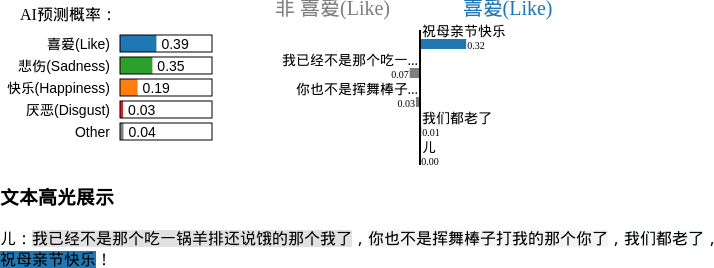 AI预测概率：
喜爱(Like) 0.39
悲伤(Sadness) 0.35
快乐(Happiness) 0.19
厌恶(Disgust) 0.03
Other 0.04
非 喜爱(Like) 喜爱(Like)
祝母亲节快乐
0.32
我已经不是那个吃一...
0.07
你也不是挥舞棒子...
0.03
我们都老了
0.01
儿
0.00
文本高光展示
儿：我已经不是那个吃一锅羊排还说饿的那个我了，你也不是挥舞棒子打我的那个你了，我们都老了，
祝母亲节快乐！